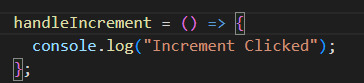 handleIncrement = () => {
  console.log("Increment Clicked");
};